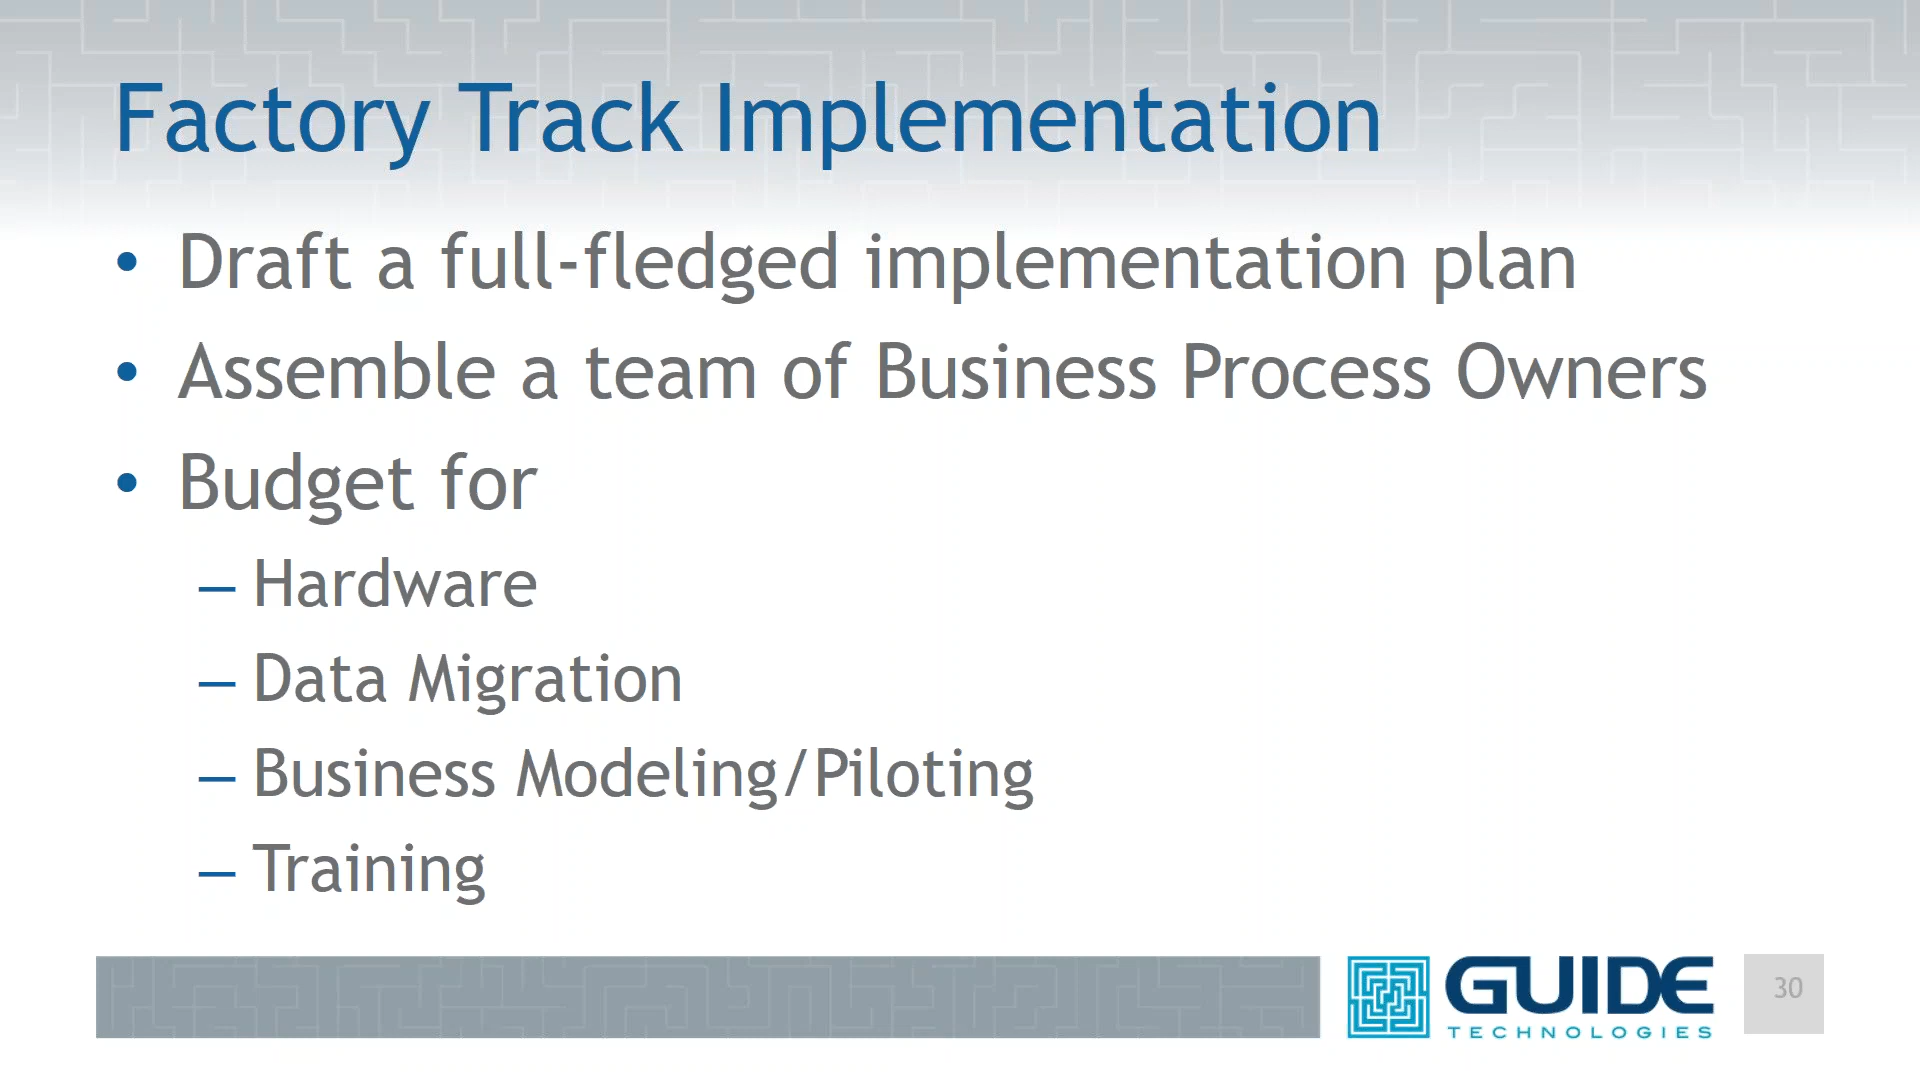 Factory Track Implementation
• Draft a full-fledged implementation plan
• Assemble a team of Business Process Owners
• Budget for
– Hardware
– Data Migration
– Business Modeling/Piloting
– Training
GUIDE
TECHNOLOGIES
30